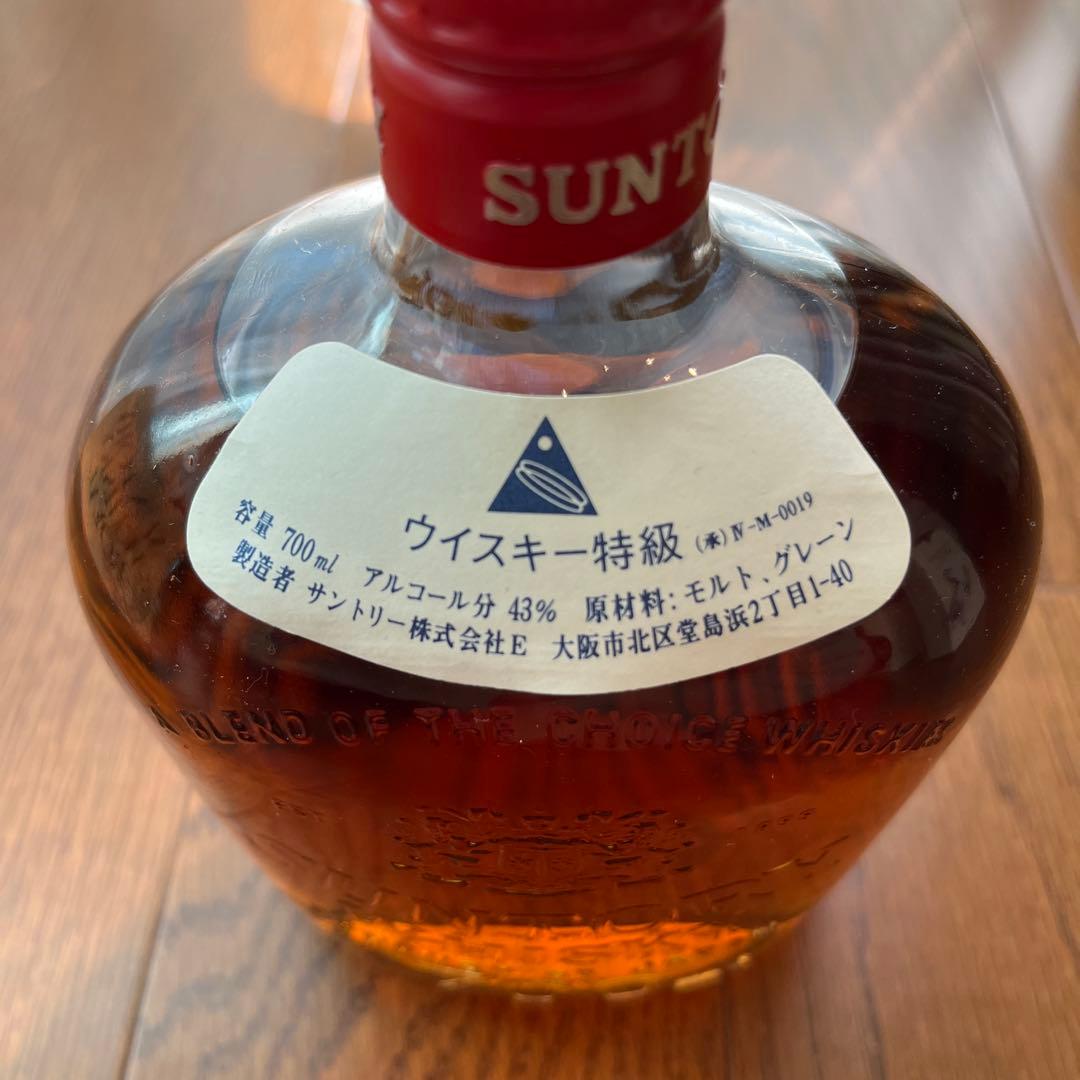 SUNTO
ウイスキー特級 (承)Ⅳ-M-0019
容量 700ml アルコール分 43% 原材料:モルト、グレーン
製造者 サントリー株式会社E 大阪市北区堂島浜2丁目1-40
A BLEND OF THE CHOICE WHISKIES
EST 1899